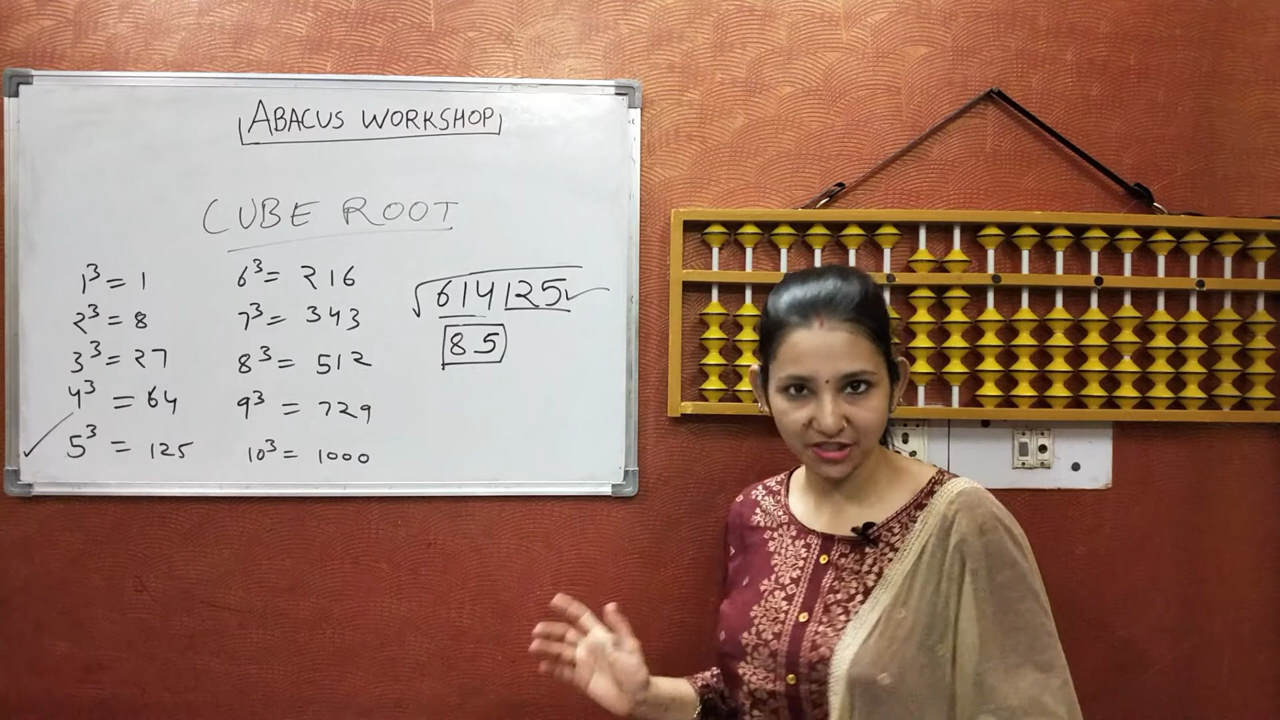 ABACUS WORKSHOP
CUBE ROOT
1³ = 1
2³ = 8
3³ = 27
4³ = 64
5³ = 125
6³ = 216
7³ = 343
8³ = 512
9³ = 729
10³ = 1000
√614125
85